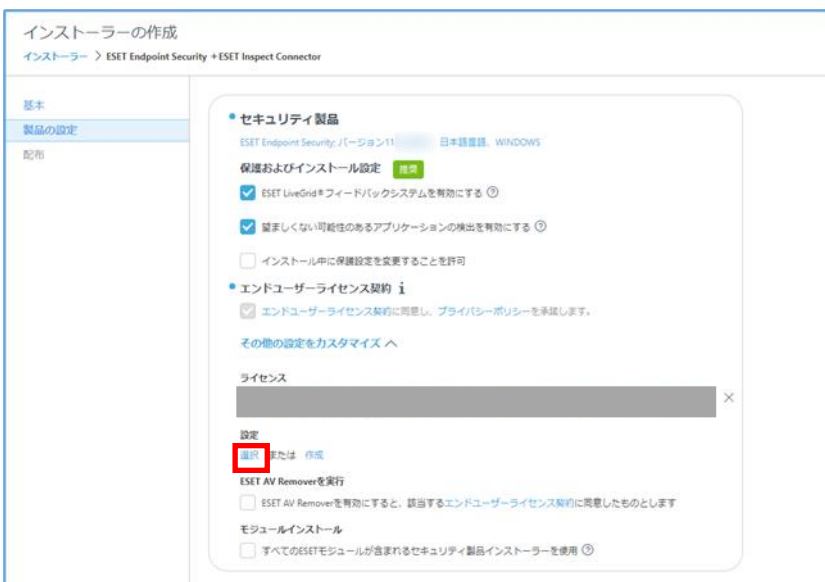 インストーラーの作成
インストーラー > ESET Endpoint Security +ESET Inspect Connector
基本
製品の設定
配布
セキュリティ製品
ESET Endpoint Security; バージョン11 日本語言語、WINDOWS
保護およびインストール設定 推奨
ESET LiveGrid®フィードバックシステムを有効にする ?
望ましくない可能性のあるアプリケーションの検出を有効にする ?
インストール中に保護設定を変更することを許可
エンドユーザーライセンス契約 i
エンドユーザーライセンス契約に同意し、プライバシーポリシーを承諾します。
その他の設定をカスタマイズ
ライセンス
設定
選択 または 作成
ESET AV Removerを実行
ESET AV Removerを有効にすると、該当するエンドユーザーライセンス契約に同意したものとします
モジュールインストール
すべてのESETモジュールが含まれるセキュリティ製品インストーラーを使用 ?